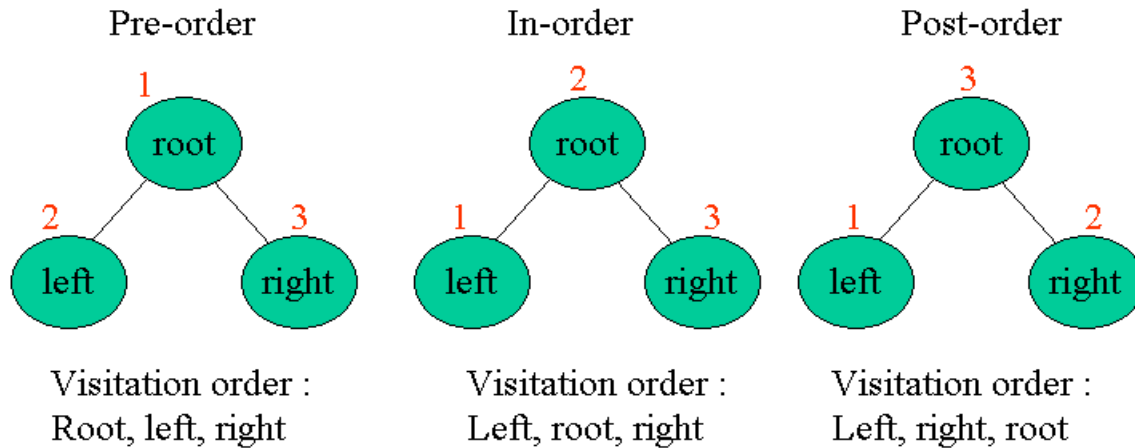 Pre-order
In-order
Post-order
1
root
2
left
3
right
2
root
1
left
3
right
3
root
1
left
2
right
Visitation order :
Root, left, right
Visitation order :
Left, root, right
Visitation order :
Left, right, root